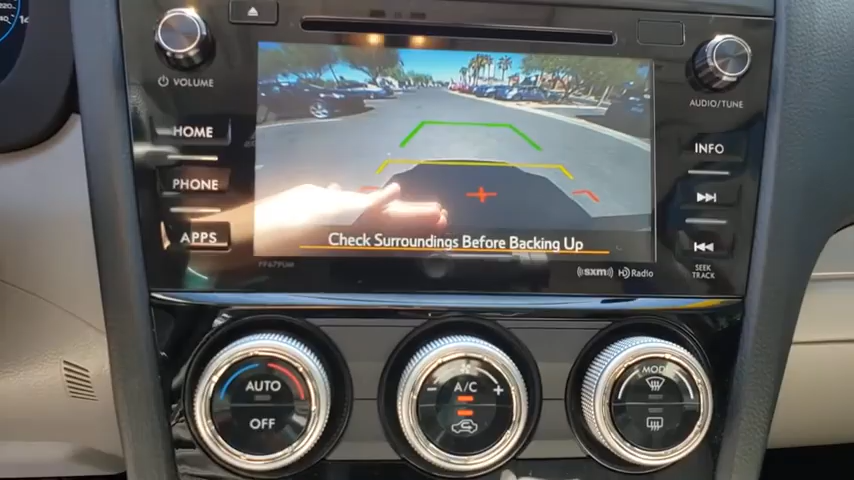 VOLUME
AUDIO/TUNE
HOME
INFO
PHONE
APPS
Check Surroundings Before Backing Up
SXM
HD Radio
SEEK
TRACK
AUTO
OFF
A/C
- +
MODE